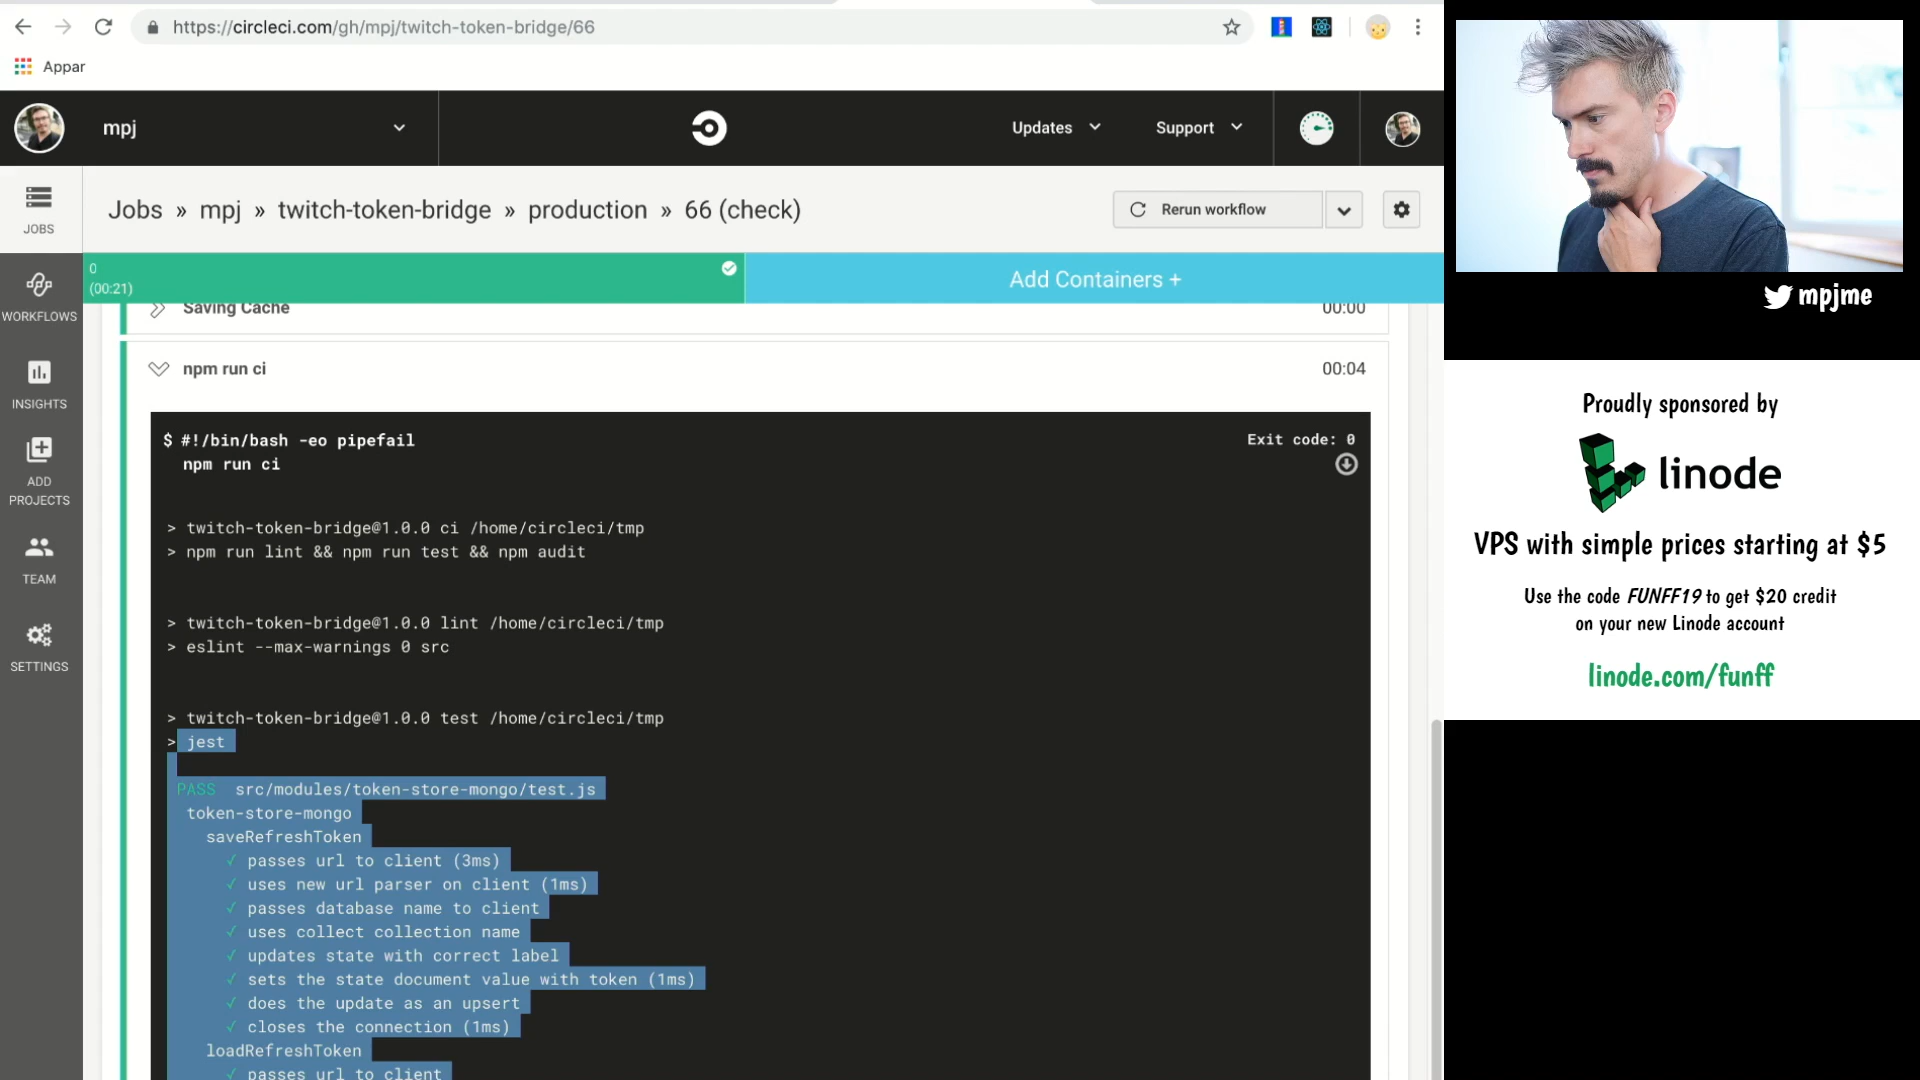 https://circleci.com/gh/mpj/twitch-token-bridge/66
Appar
mpj
Updates
Support
JOBS
Jobs » mpj » twitch-token-bridge » production » 66 (check)
Rerun workflow
0
(00:21)
Add Containers +
WORKFLOWS
INSIGHTS
ADD
PROJECTS
TEAM
SETTINGS
Saving Cache
00:00
npm run ci
00:04
$ #!/bin/bash -eo pipefail
npm run ci
Exit code: 0
> twitch-token-bridge@1.0.0 ci /home/circleci/tmp
> npm run lint && npm run test && npm audit
> twitch-token-bridge@1.0.0 lint /home/circleci/tmp
> eslint --max-warnings 0 src
> twitch-token-bridge@1.0.0 test /home/circleci/tmp
> jest
PASS src/modules/token-store-mongo/test.js
token-store-mongo
saveRefreshToken
✓ passes url to client (3ms)
✓ uses new url parser on client (1ms)
✓ passes database name to client
✓ uses collect collection name
✓ updates state with correct label
✓ sets the state document value with token (1ms)
✓ does the update as an upsert
✓ closes the connection (1ms)
loadRefreshToken
✓ passes url to client
mpjme
Proudly sponsored by
linode
VPS with simple prices starting at $5
Use the code FUNFF19 to get $20 credit
on your new Linode account
linode.com/funff